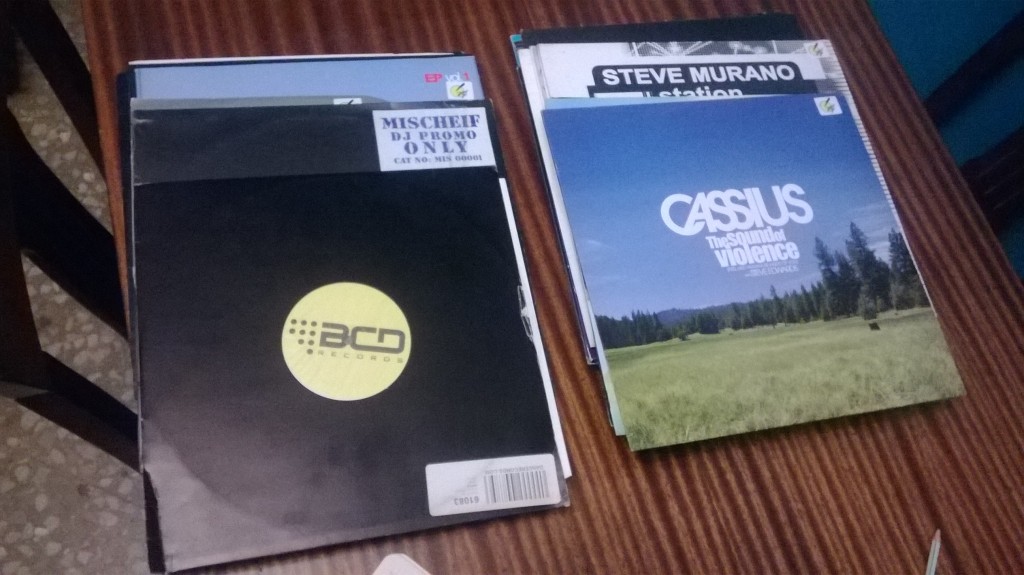 EP vol 1
MISCHEIF
DJ PROMO
ONLY
CAT NO: MIS 00001
BCD
RECORDS
61083
STEVE MURANO
station
CASSIUS
The sound of
violence